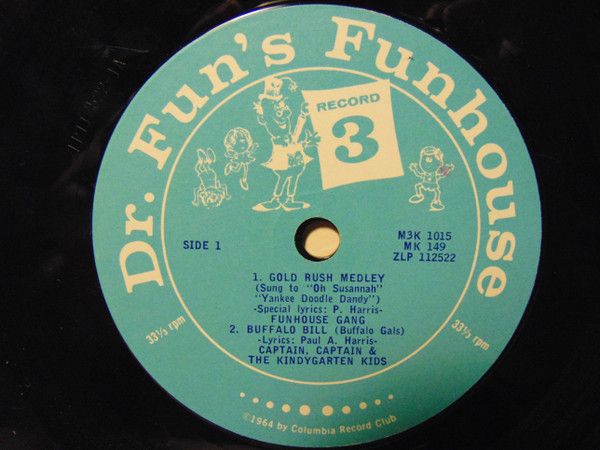 Dr. Fun's Funhouse
RECORD
3
SIDE 1
M3K 1015
MK 149
ZLP 112522
1. GOLD RUSH MEDLEY
(Sung to "Oh Susannah"
"Yankee Doodle Dandy")
-Special lyrics: P. Harris-
FUNHOUSE GANG
2. BUFFALO BILL (Buffalo Gals)
-Lyrics: Paul A. Harris-
CAPTAIN, CAPTAIN &
THE KINDYGARTEN KIDS
33⅓ rpm
33⅓ rpm
©1964 by Columbia Record Club